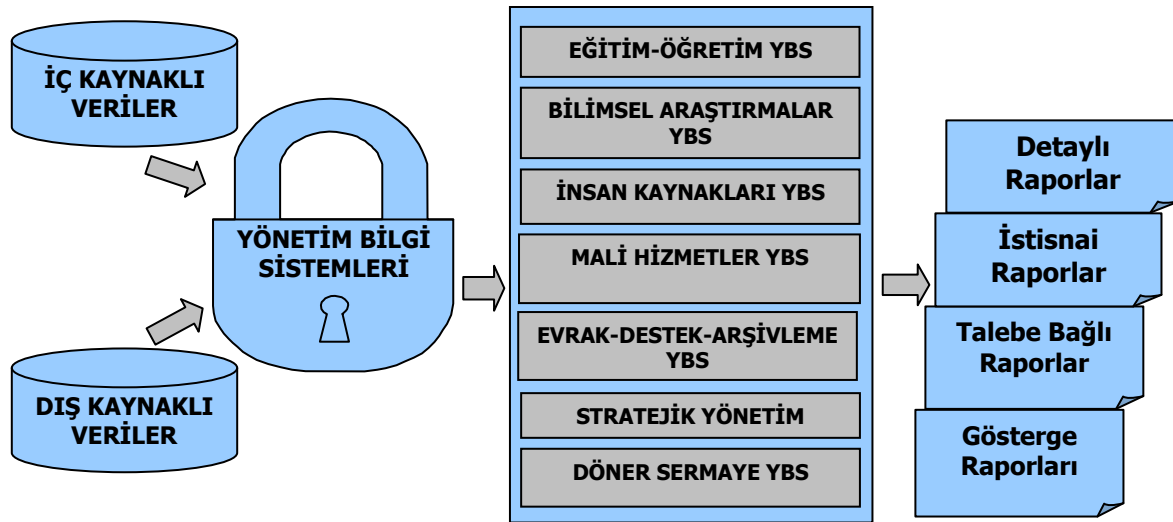 İÇ KAYNAKLI
VERİLER
DIŞ KAYNAKLI
VERİLER
YÖNETİM BİLGİ
SİSTEMLERİ
EĞİTİM-ÖĞRETİM YBS
BİLİMSEL ARAŞTIRMALAR
YBS
İNSAN KAYNAKLARI YBS
MALİ HİZMETLER YBS
EVRAK-DESTEK-ARŞİVLEME
YBS
STRATEJİK YÖNETİM
DÖNER SERMAYE YBS
Detaylı
Raporlar
İstisnai
Raporlar
Talebe Bağlı
Raporlar
Gösterge
Raporları